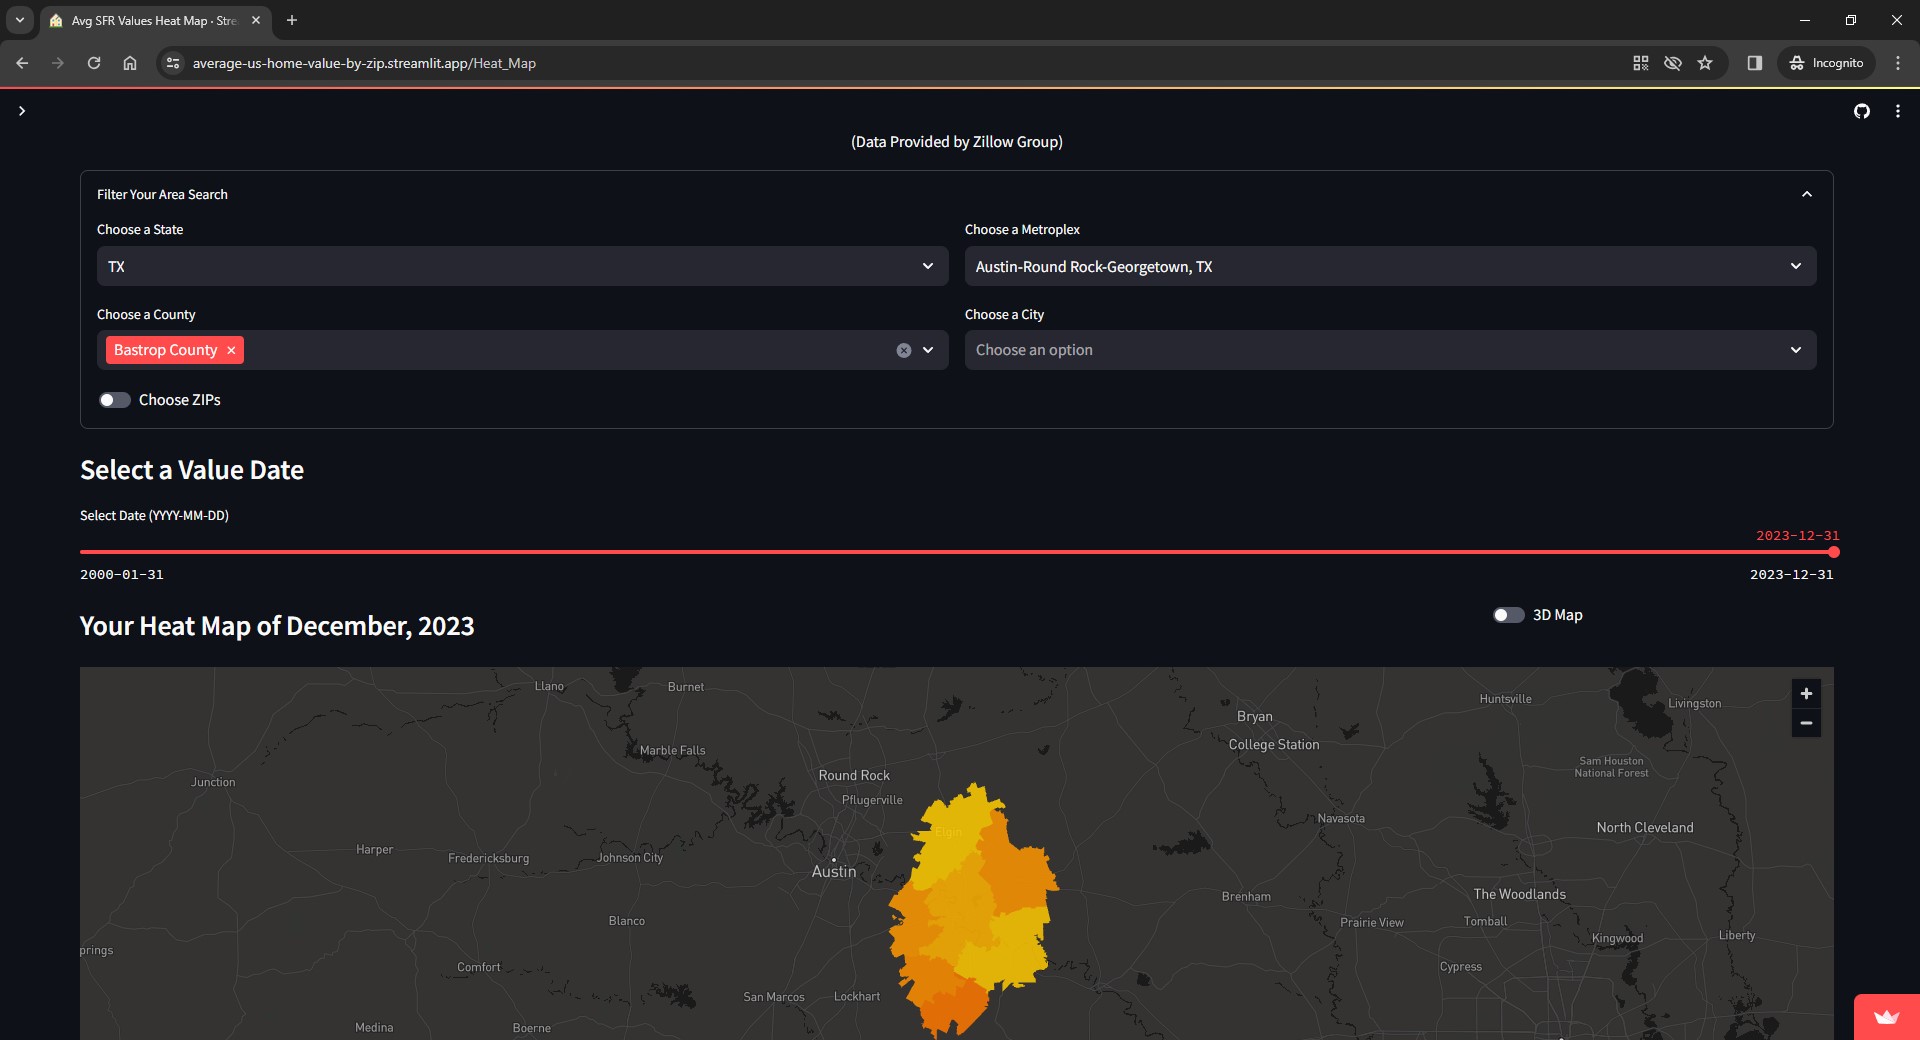 Avg SFR Values Heat Map · Stre
average-us-home-value-by-zip.streamlit.app/Heat_Map
Incognito
(Data Provided by Zillow Group)
Filter Your Area Search
Choose a State
Choose a Metroplex
TX
Austin-Round Rock-Georgetown, TX
Choose a County
Choose a City
Bastrop County
Choose an option
Choose ZIPs
Select a Value Date
Select Date (YYYY-MM-DD)
2023-12-31
2000-01-31
2023-12-31
Your Heat Map of December, 2023
3D Map
Llano
Burnet
Huntsville
Livingston
Bryan
College Station
Marble Falls
Round Rock
Sam Houston
National Forest
Junction
Pflugerville
Navasota
North Cleveland
Elgin
Harper
Fredericksburg
Johnson City
Austin
Brenham
The Woodlands
Blanco
Prairie View
Tomball
Kingwood
Liberty
prings
Comfort
Cypress
San Marcos
Lockhart
Medina
Boerne